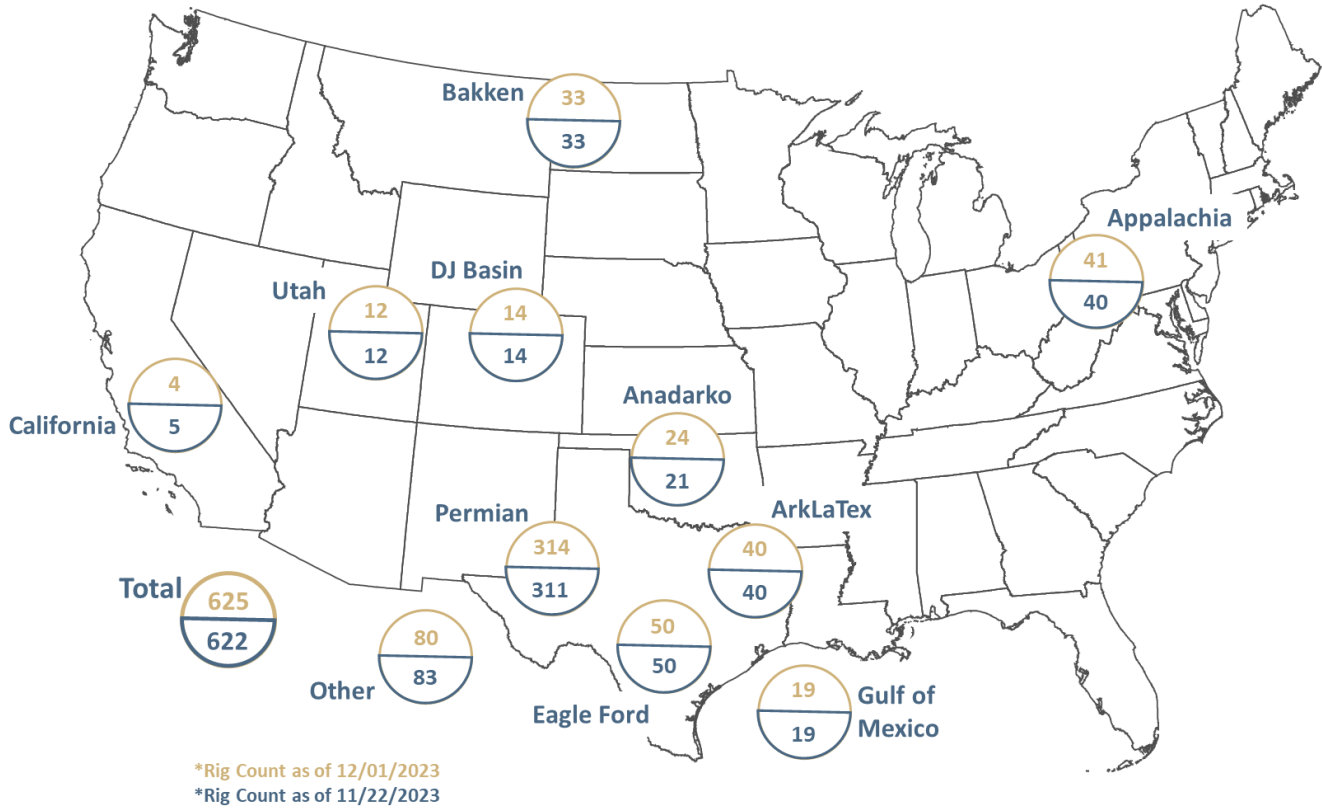 Bakken
33
33
Appalachia
41
40
DJ Basin
14
14
Utah
12
12
California
4
5
Anadarko
24
21
ArkLaTex
40
40
Permian
314
311
Total
625
622
Other
80
83
Eagle Ford
50
50
Gulf of
Mexico
19
19
*Rig Count as of 12/01/2023
*Rig Count as of 11/22/2023